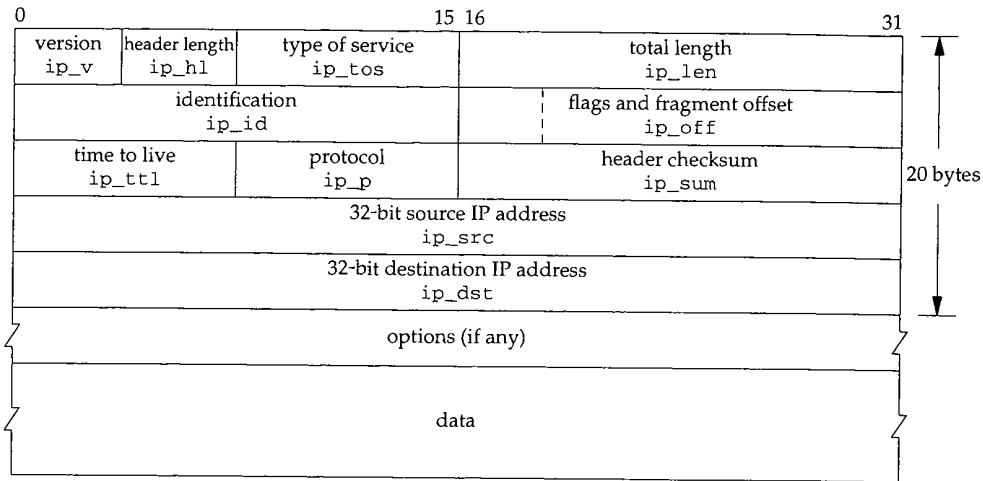 0 15 16 31
version header length type of service total length
ip_v ip_hl ip_tos ip_len
identification flags and fragment offset
ip_id ip_off
time to live protocol header checksum
ip_ttl ip_p ip_sum
20 bytes
32-bit source IP address
ip_src
32-bit destination IP address
ip_dst
options (if any)
data